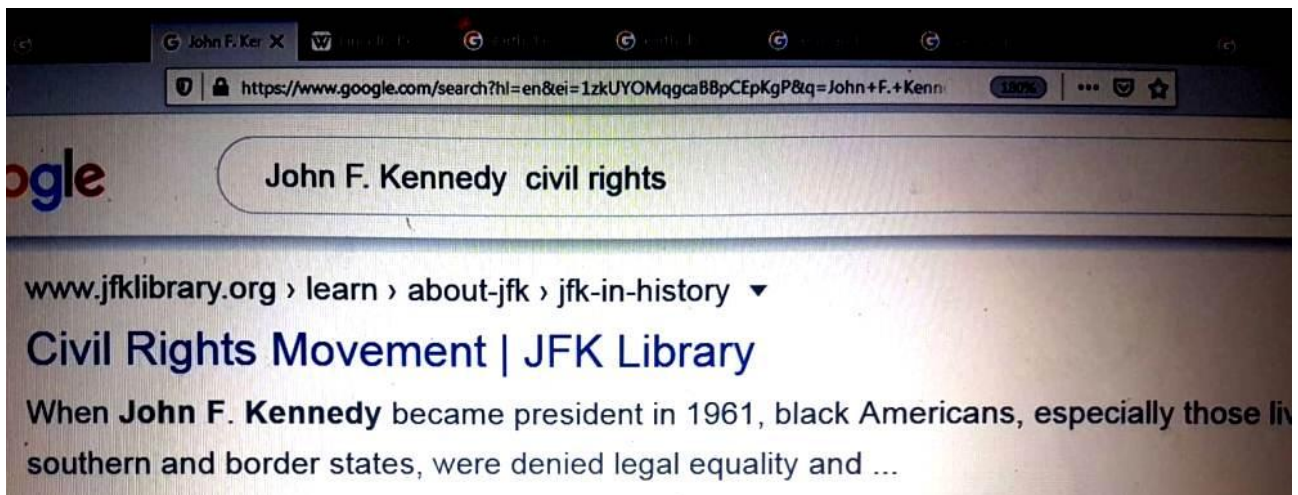 John F. Ker
https://www.google.com/search?hl=en&ei=1zkUYOMqgcaBBpCEpKgP&q=John+F.+Kenn
180%
ogle
John F. Kennedy civil rights
www.jfklibrary.org › learn › about-jfk › jfk-in-history
Civil Rights Movement | JFK Library
When John F. Kennedy became president in 1961, black Americans, especially those liv
southern and border states, were denied legal equality and ...